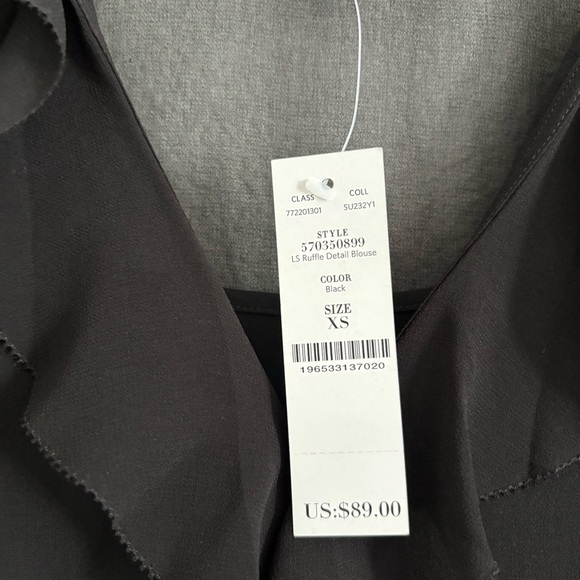 CLASS COLL
772201301 SU232Y1
STYLE
570350899
LS Ruffle Detail Blouse
COLOR
Black
SIZE
XS
196533137020
US:$89.00